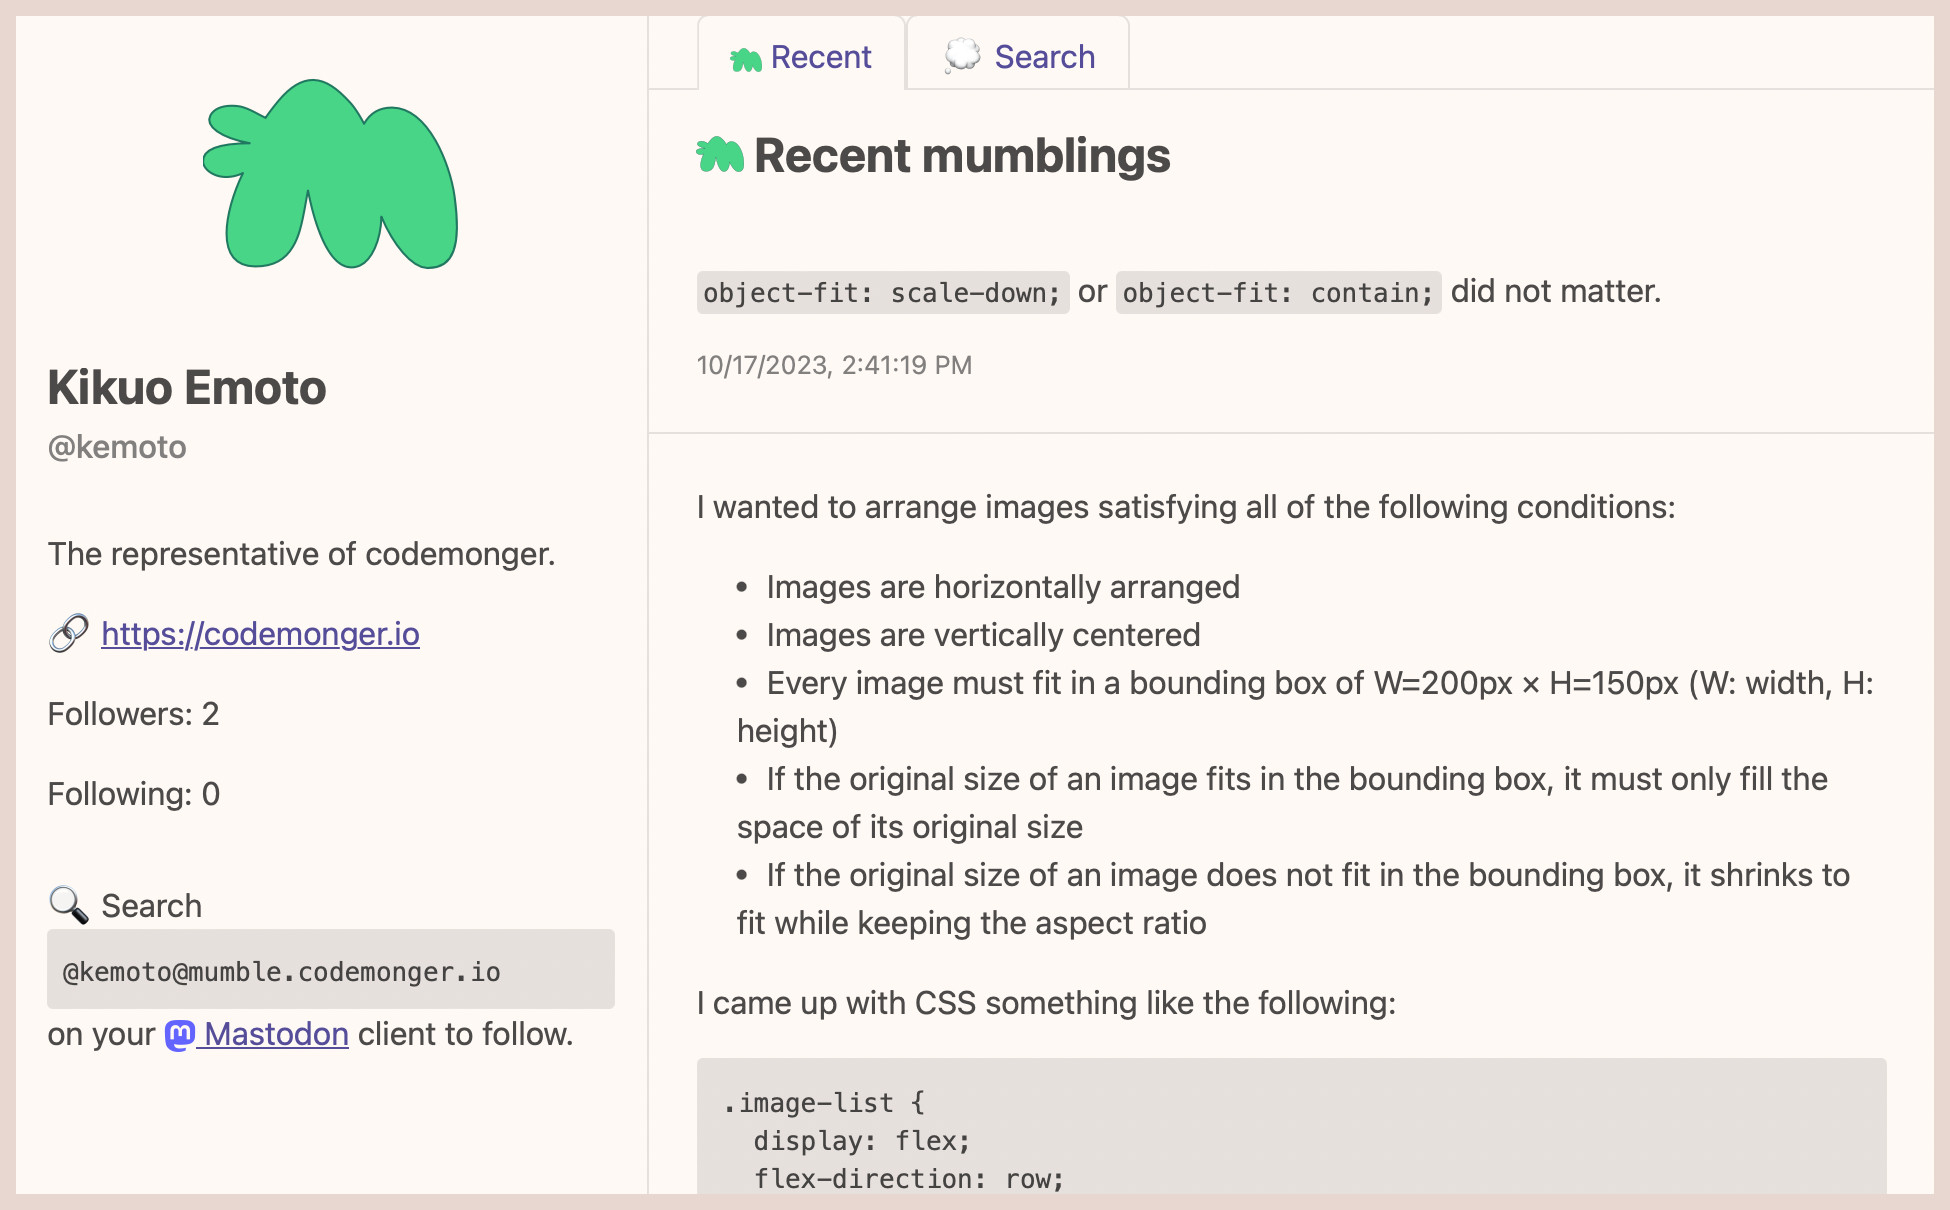 Kikuo Emoto
@kemoto
The representative of codemonger.
https://codemonger.io
Followers: 2
Following: 0
Search
@kemoto@mumble.codemonger.io
on your Mastodon client to follow.
Recent
Search
Recent mumblings
object-fit: scale-down; or object-fit: contain; did not matter.
10/17/2023, 2:41:19 PM
I wanted to arrange images satisfying all of the following conditions:
• Images are horizontally arranged
• Images are vertically centered
• Every image must fit in a bounding box of W=200px × H=150px (W: width, H:
height)
• If the original size of an image fits in the bounding box, it must only fill the
space of its original size
• If the original size of an image does not fit in the bounding box, it shrinks to
fit while keeping the aspect ratio
I came up with CSS something like the following:
.image-list {
  display: flex;
  flex-direction: row;